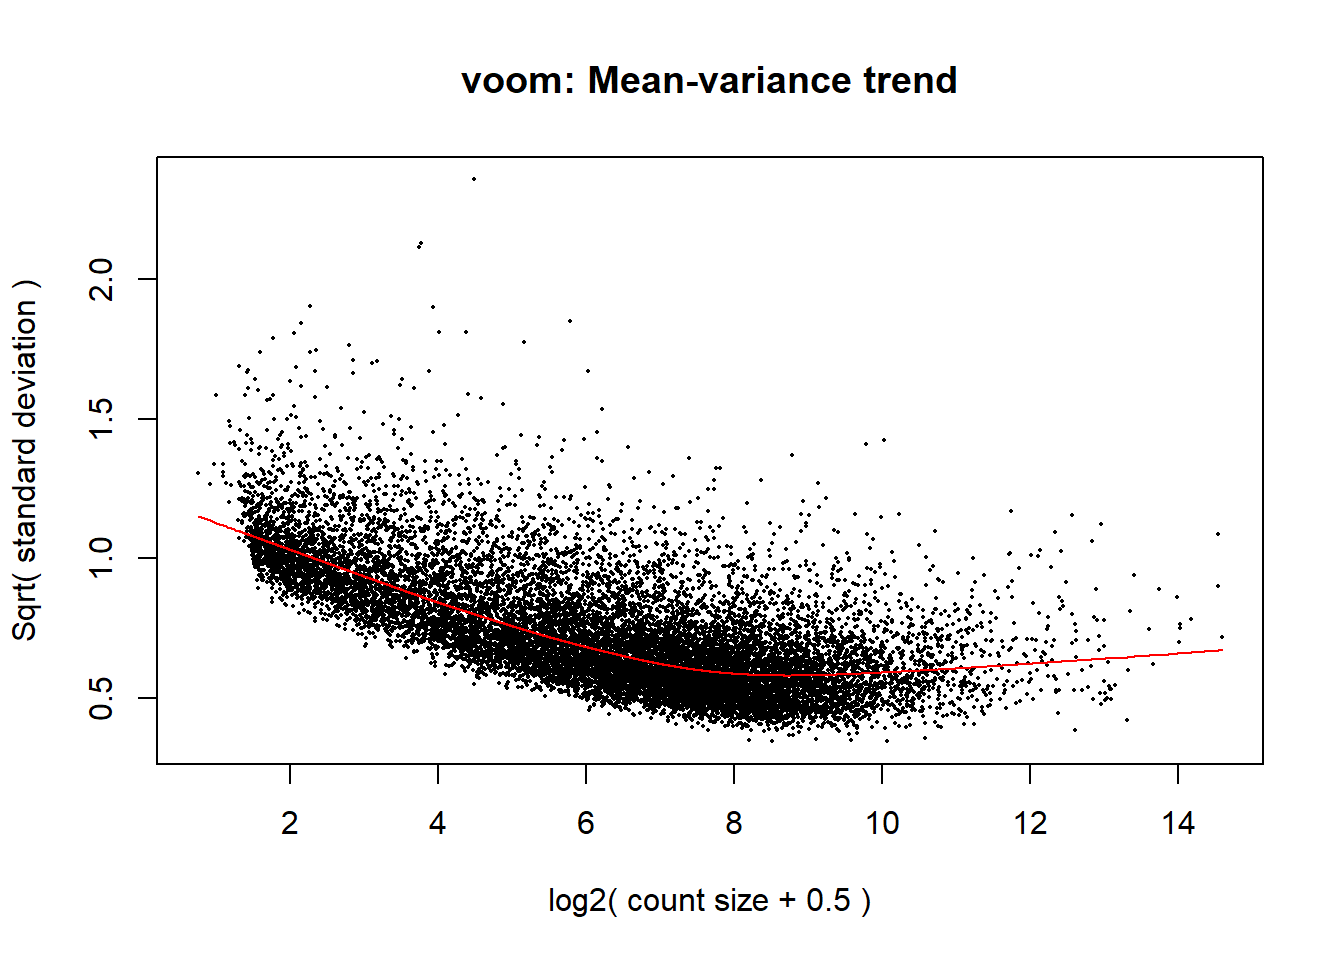 voom: Mean-variance trend
Sqrt( standard deviation )
2.0
1.5
1.0
0.5
2 4 6 8 10 12 14
log2( count size + 0.5 )